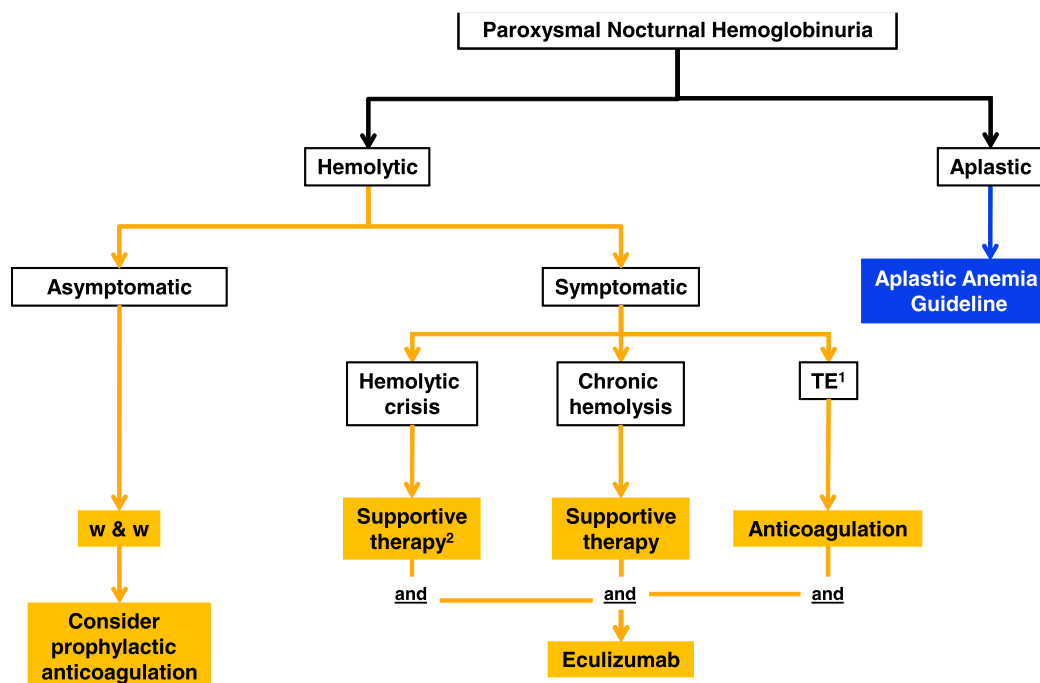 Paroxysmal Nocturnal Hemoglobinuria
Hemolytic
Aplastic
Asymptomatic
Symptomatic
Aplastic Anemia
Guideline
Hemolytic
crisis
Chronic
hemolysis
TE¹
w & w
Supportive
therapy²
Supportive
therapy
Anticoagulation
and
and
and
Consider
prophylactic
anticoagulation
Eculizumab